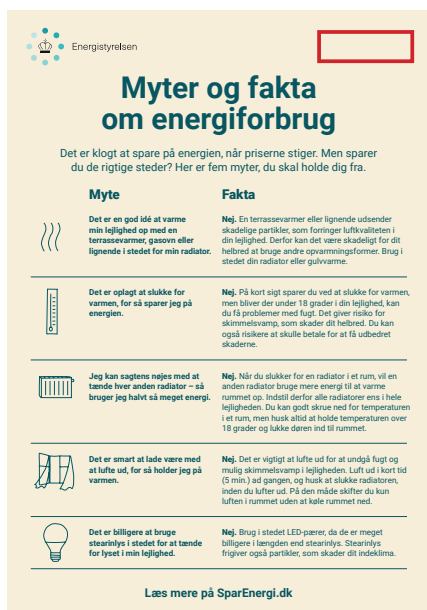 Energistyrelsen
Myter og fakta
om energiforbrug
Det er klogt at spare på energien, når priserne stiger. Men sparer
du de rigtige steder? Her er fem myter, du skal holde dig fra.
Myte
Fakta
Det er en god idé at varme
min lejlighed op med en
terrassevarmer, gasovn eller
lignende i stedet for min radiator.
Nej. En terrassevarmer eller lignende udsender
skadelige partikler, som forringer luftkvaliteten i
din lejlighed. Derfor kan det være skadeligt for dit
helbred at bruge andre opvarmningsformer. Brug i
stedet din radiator eller gulvvarme.
Det er oplagt at slukke for
varmen, for så sparer jeg på
energien.
Nej. På kort sigt sparer du ved at slukke for varmen,
men bliver der under 18 grader i din lejlighed, kan
du få problemer med fugt. Det giver risiko for
skimmelsvamp, som skader dit helbred. Du kan
også risikere at skulle betale for at få udbedret
skaderne.
Jeg kan sagtens nøjes med at
tænde hver anden radiator – så
bruger jeg halvt så meget energi.
Nej. Når du slukker for en radiator i et rum, vil en
anden radiator bruge mere energi til at varme
rummet op. Indstil derfor alle radiatorer ens i hele
lejligheden. Du kan godt skrue ned for temperaturen
i et rum, men husk altid at holde temperaturen over
18 grader og lukke døren ind til rummet.
Det er smart at lade være med
at lufte ud, for så holder jeg på
varmen.
Nej. Det er vigtigt at lufte ud for at undgå fugt og
mulig skimmelsvamp i lejligheden. Luft ud i kort tid
(5 min.) ad gangen, og husk at slukke radiatoren,
inden du lufter ud. På den måde skifter du kun
luften i rummet uden at køle rummet ned.
Det er billigere at bruge
stearinlys i stedet for at tænde
for lyset i min lejlighed.
Nej. Brug i stedet LED-pærer, da de er meget
billigere i længden end stearinlys. Stearinlys
frigiver også partikler, som skader dit indeklima.
Læs mere på SparEnergi.dk